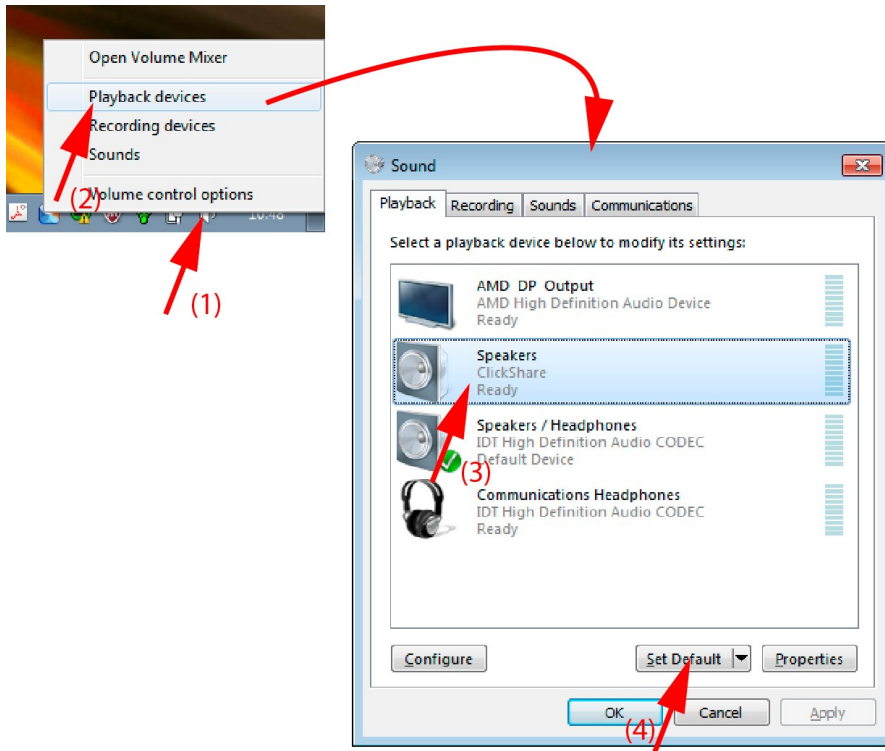 Open Volume Mixer
Playback devices
Recording devices
Sounds
Volume control options
(2)
10:48
(1)
Sound
Playback
Recording
Sounds
Communications
Select a playback device below to modify its settings:
AMD DP Output
AMD High Definition Audio Device
Ready
Speakers
ClickShare
Ready
Speakers / Headphones
IDT High Definition Audio CODEC
Default Device
(3)
Communications Headphones
IDT High Definition Audio CODEC
Ready
Configure
Set Default
Properties
OK
Cancel
Apply
(4)